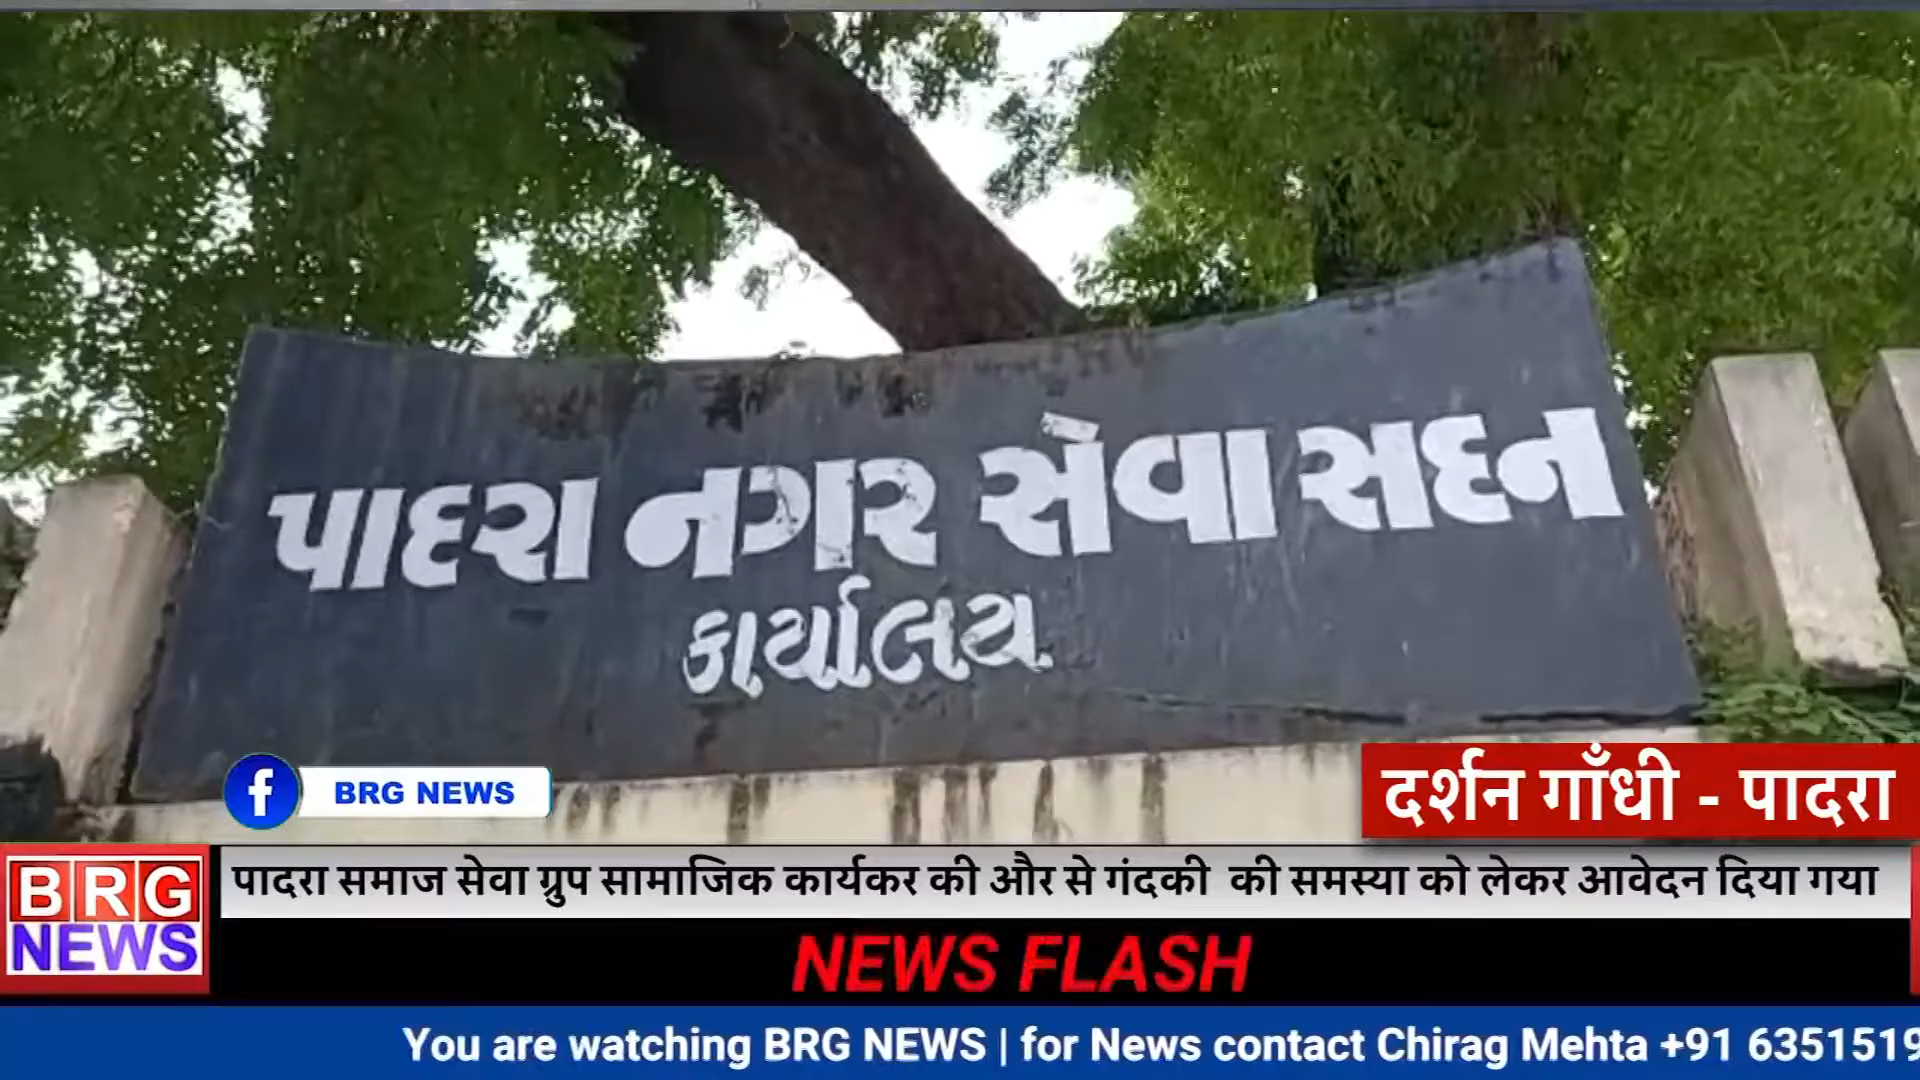 પાદરા નગર સેવા સદન
કાર્યાલય
BRG NEWS
दर्शन गाँधी - पादरा
पादरा समाज सेवा ग्रुप सामाजिक कार्यकर की और से गंदकी की समस्या को लेकर आवेदन दिया गया
BRG
NEWS
NEWS FLASH
You are watching BRG NEWS | for News contact Chirag Mehta +91 6351519